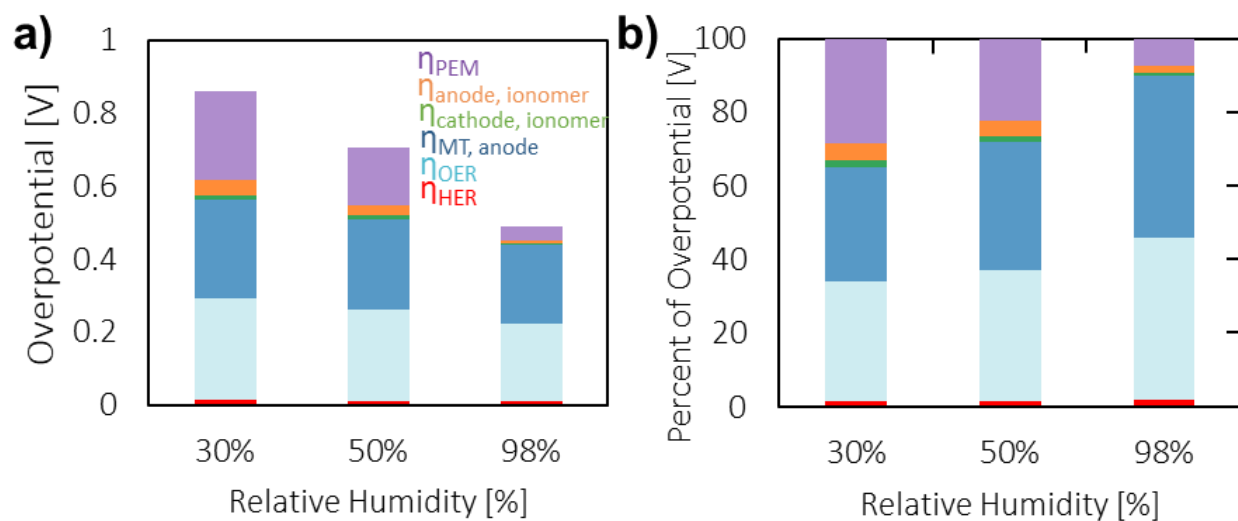 a)
Overpotential [V]
1
0.8
0.6
0.4
0.2
0
ηPEM
ηanode, ionomer
ηcathode, ionomer
ηMT, anode
ηOER
ηHER
30% 50% 98%
Relative Humidity [%]
b)
Percent of Overpotential [V]
100
80
60
40
20
0
30% 50% 98%
Relative Humidity [%]